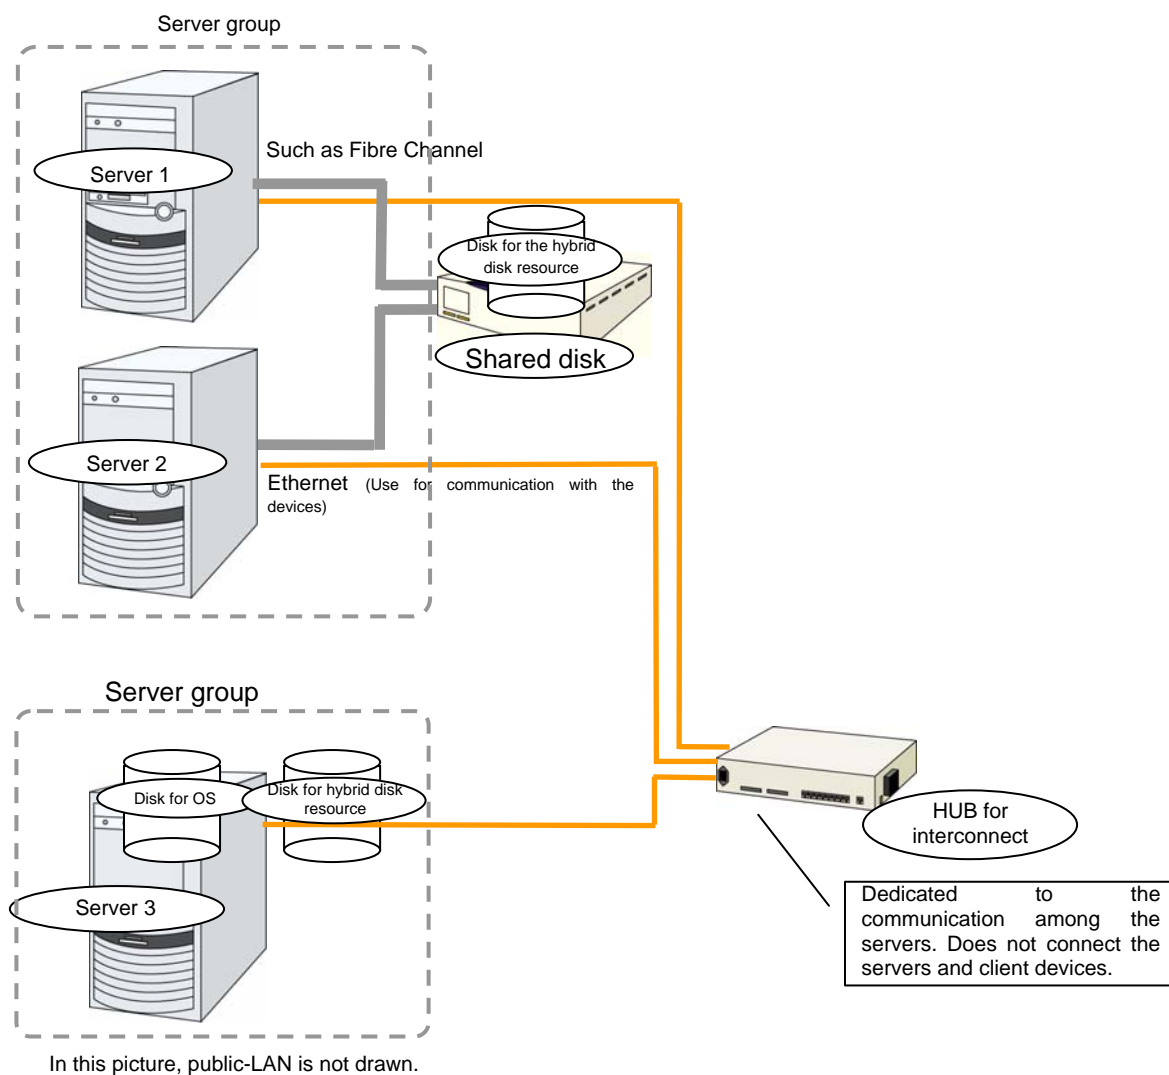 Server group
Server 1
Such as Fibre Channel
Disk for the hybrid
disk resource
Shared disk
Server 2
Ethernet (Use for communication with the
devices)
Server group
Disk for OS
Disk for hybrid disk
resource
Server 3
HUB for
interconnect
Dedicated to the
communication among the
servers. Does not connect the
servers and client devices.
In this picture, public-LAN is not drawn.